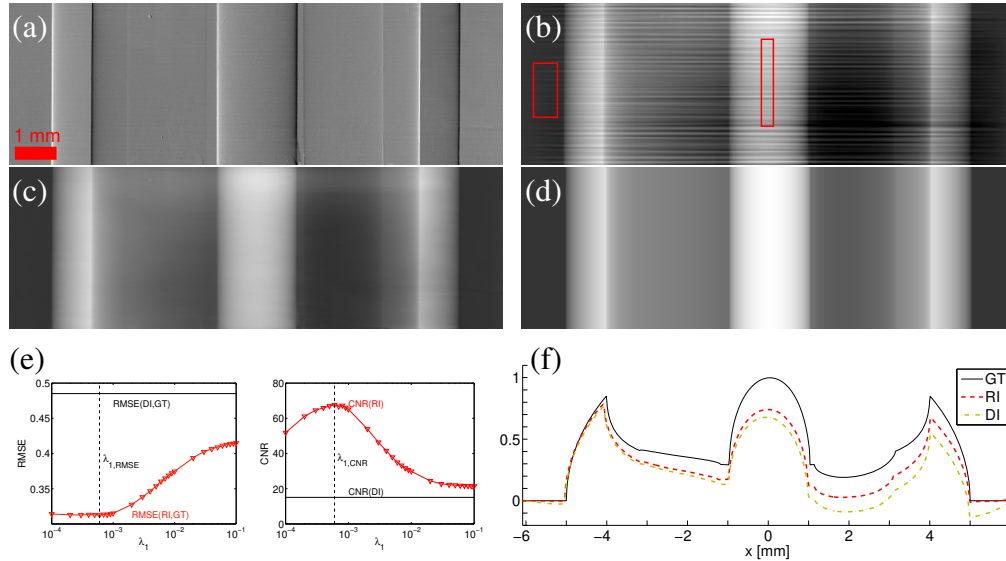 (a)
1 mm
(b)
(c)
(d)
(e)
0.5
0.45
0.4
0.35
RMSE
RMSE(DI,GT)
λ1,RMSE
RMSE(RI,GT)
10⁻⁴ 10⁻³ 10⁻² 10⁻¹
λ1
80
60
40
20
0
CNR
CNR(RI)
λ1,CNR
CNR(DI)
10⁻⁴ 10⁻³ 10⁻² 10⁻¹
λ1
(f)
GT
RI
DI
1
0.5
0
−6 −4 −2 0 2 4 6
x [mm]